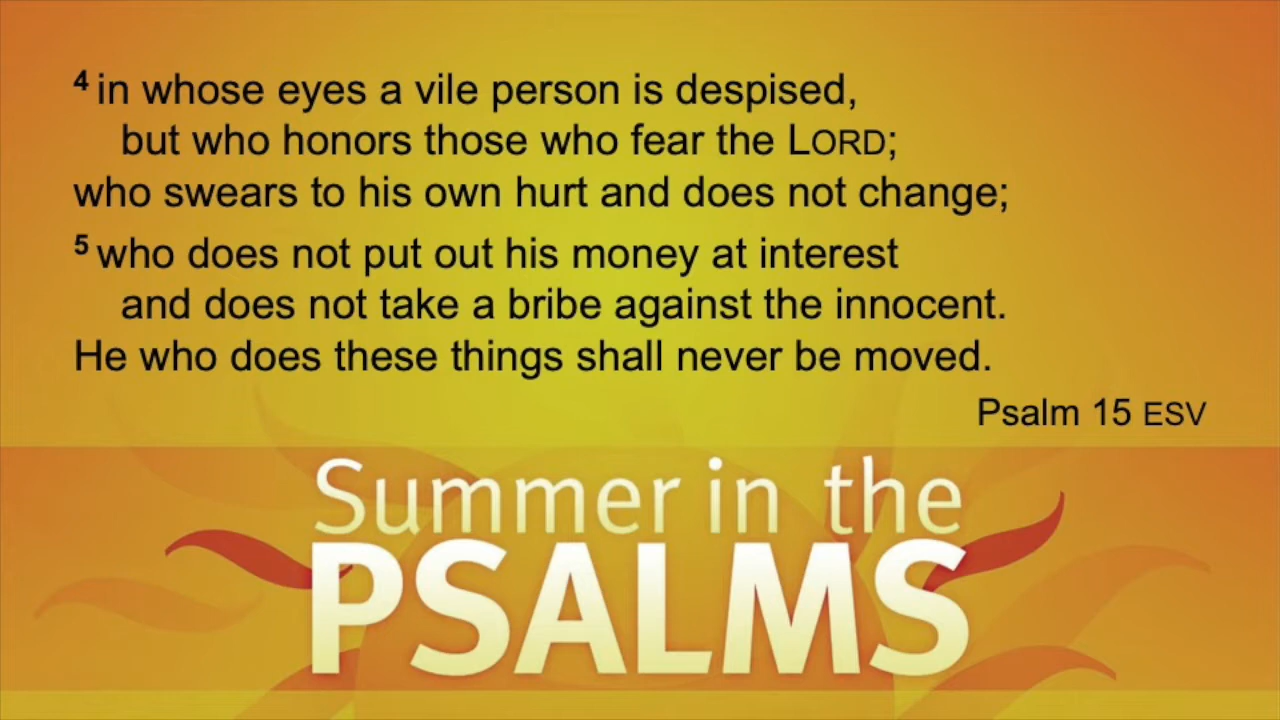 4 in whose eyes a vile person is despised,
but who honors those who fear the LORD;
who swears to his own hurt and does not change;
5 who does not put out his money at interest
and does not take a bribe against the innocent.
He who does these things shall never be moved.
Psalm 15 ESV
Summer in the
PSALMS